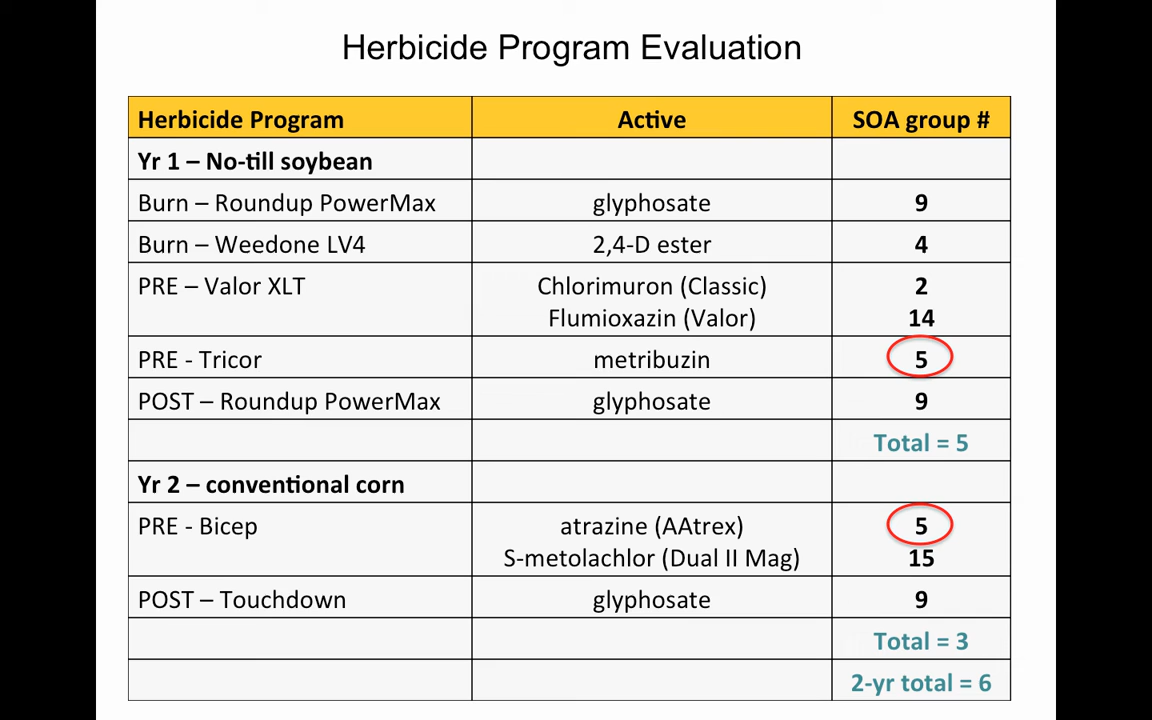 Herbicide Program Evaluation
Herbicide Program Active SOA group #
Yr 1 – No-till soybean
Burn – Roundup PowerMax glyphosate 9
Burn – Weedone LV4 2,4-D ester 4
PRE – Valor XLT Chlorimuron (Classic) 2
Flumioxazin (Valor) 14
PRE - Tricor metribuzin 5
POST – Roundup PowerMax glyphosate 9
Total = 5
Yr 2 – conventional corn
PRE - Bicep atrazine (AAtrex) 5
S-metolachlor (Dual II Mag) 15
POST – Touchdown glyphosate 9
Total = 3
2-yr total = 6